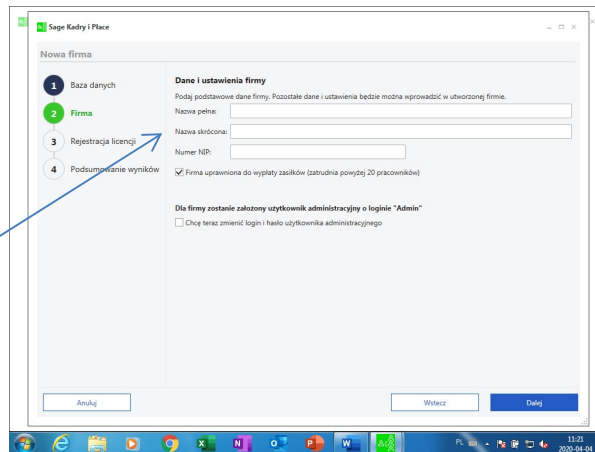 Sage Kadry i Płace
Nowa firma
1 Baza danych
2 Firma
3 Rejestracja licencji
4 Podsumowanie wyników
Dane i ustawienia firmy
Podaj podstawowe dane firmy. Pozostałe dane i ustawienia będzie można wprowadzić w utworzonej firmie.
Nazwa pełna:
Nazwa skrócona:
Numer NIP:
Firma uprawniona do wypłaty zasiłków (zatrudnia powyżej 20 pracowników)
Dla firmy zostanie założony użytkownik administracyjny o loginie "Admin"
Chcę teraz zmienić login i hasło użytkownika administracyjnego
Anuluj
Wstecz
Dalej
PL
11:21
2020-04-04